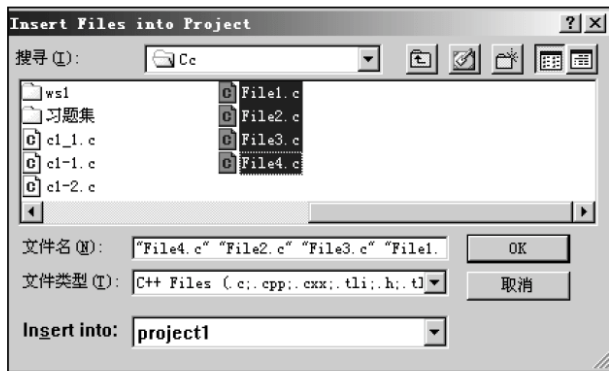 Insert Files into Project
搜寻(I): Cc
ws1 File1.c
习题集 File2.c
c1_1.c File3.c
c1-1.c File4.c
c1-2.c
文件名(N): "File4.c" "File2.c" "File3.c" "File1. OK
文件类型(T): C++ Files (.c;.cpp;.cxx;.tli;.h;.tl 取消
Insert into: project1